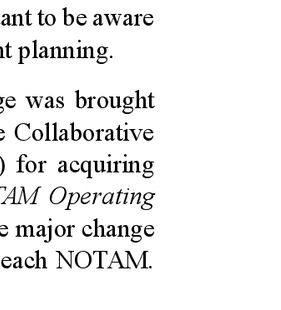 ant to be aware
nt planning.
ge was brought
e Collaborative
) for acquiring
TAM Operating
e major change
each NOTAM.